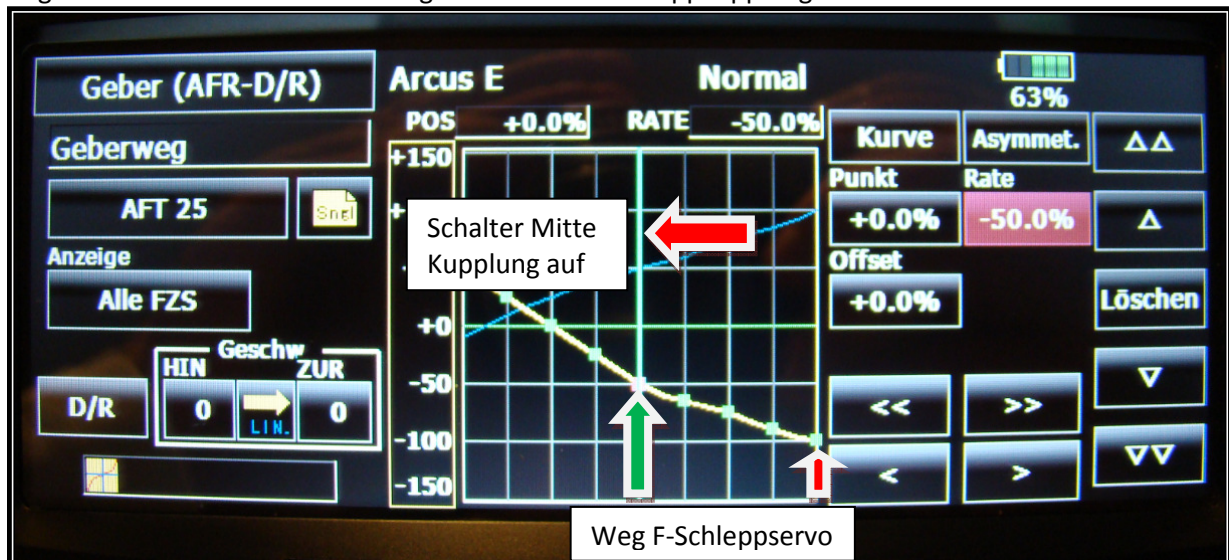 Geber (AFR-D/R)
Arcus E
Normal
63%
POS +0.0% RATE -50.0%
Geberweg
AFT 25
Sngl
Anzeige
Alle FZS
Geschw
HIN ZUR
D/R
0
LIN.
0
+150
+0
-50
-100
-150
Schalter Mitte
Kupplung auf
Weg F-Schleppservo
Kurve
Asymmet.
Punkt Rate
+0.0% -50.0%
Offset
+0.0%
Löschen
<< >>
< >